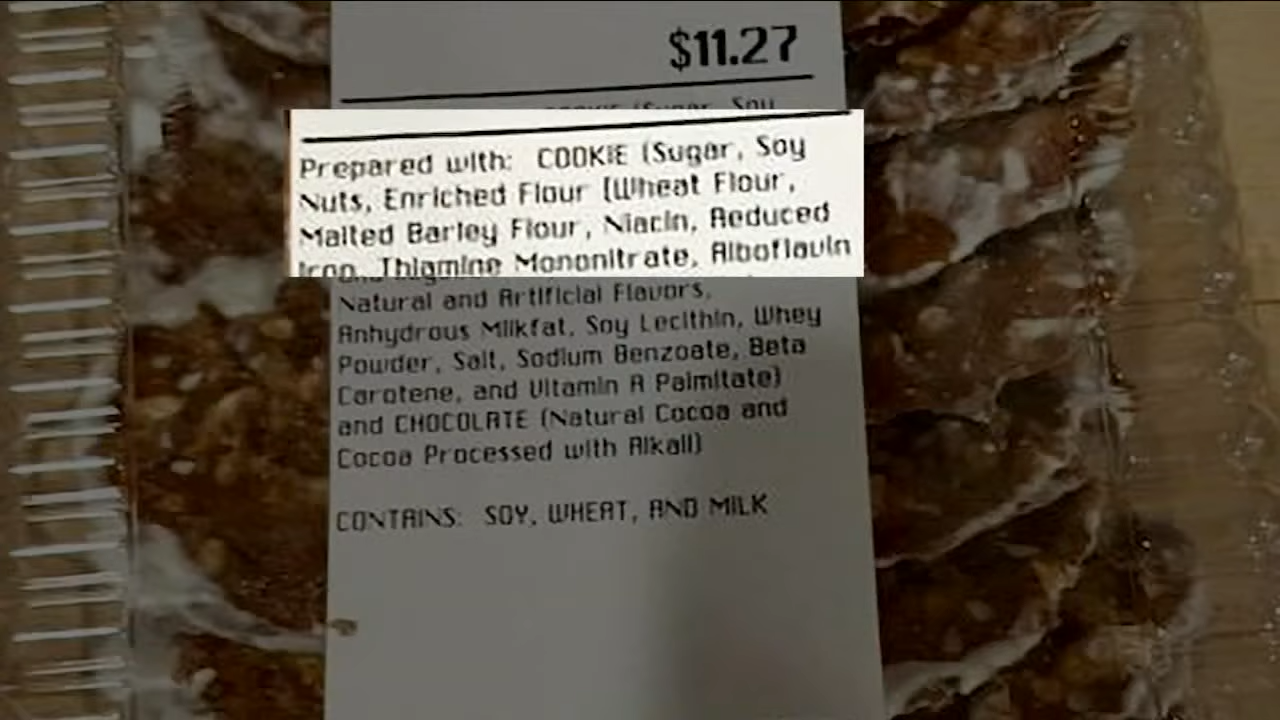 $11.27
Prepared with: COOKIE (Sugar, Soy
Nuts, Enriched Flour [Wheat Flour,
Malted Barley Flour, Niacin, Reduced
Iron, Thiamine Mononitrate, Riboflavin
Natural and Artificial Flavors,
Anhydrous Milkfat, Soy Lecithin, Whey
Powder, Salt, Sodium Benzoate, Beta
Carotene, and Vitamin A Palmitate)
and CHOCOLATE (Natural Cocoa and
Cocoa Processed with Alkali)
CONTAINS: SOY, WHEAT, AND MILK